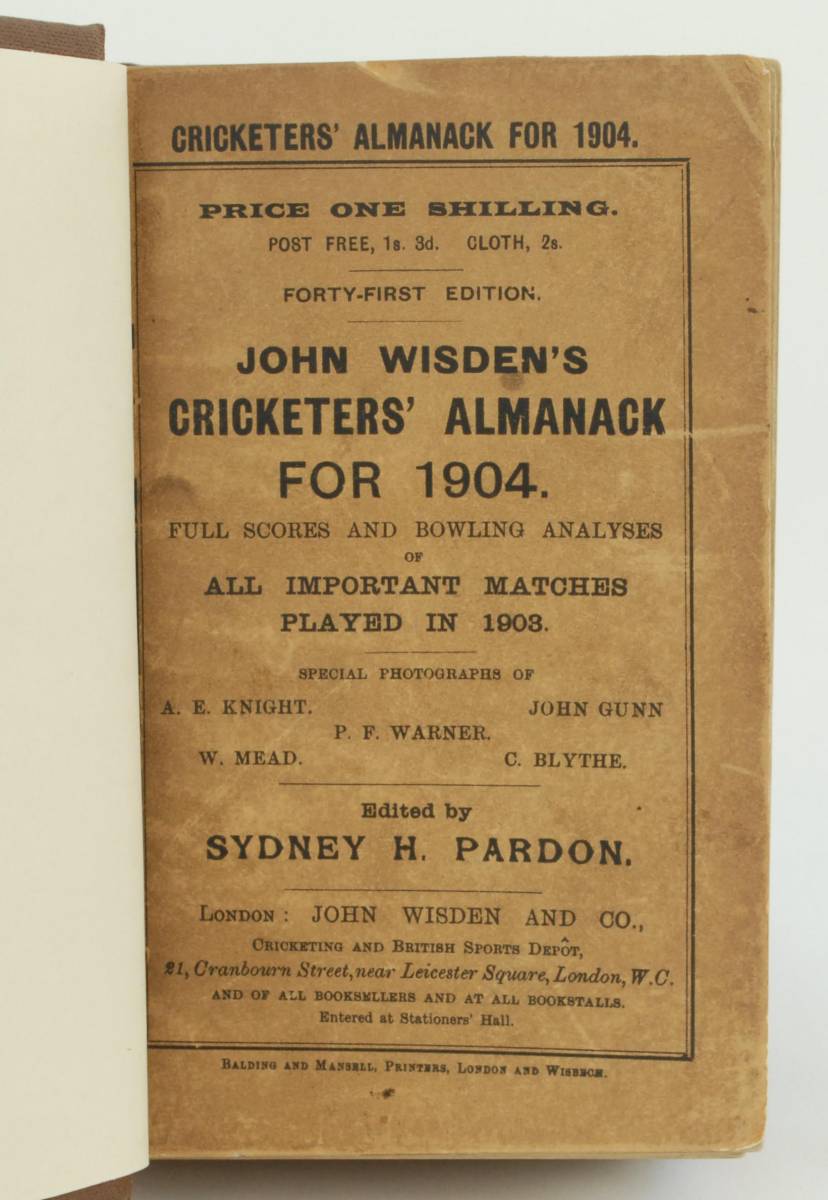 CRICKETERS' ALMANACK FOR 1904.
PRICE ONE SHILLING.
POST FREE, 1s. 3d. CLOTH, 2s.
FORTY-FIRST EDITION.
JOHN WISDEN'S
CRICKETERS' ALMANACK
FOR 1904.
FULL SCORES AND BOWLING ANALYSES
OF
ALL IMPORTANT MATCHES
PLAYED IN 1903.
SPECIAL PHOTOGRAPHS OF
A. E. KNIGHT. JOHN GUNN
P. F. WARNER.
W. MEAD. C. BLYTHE.
Edited by
SYDNEY H. PARDON.
LONDON: JOHN WISDEN AND CO.,
CRICKETING AND BRITISH SPORTS DEPÔT,
21, Cranbourn Street, near Leicester Square, London, W.C.
AND OF ALL BOOKSELLERS AND AT ALL BOOKSTALLS.
Entered at Stationers' Hall.
BALDING AND MANSELL, PRINTERS, LONDON AND WISBECH.